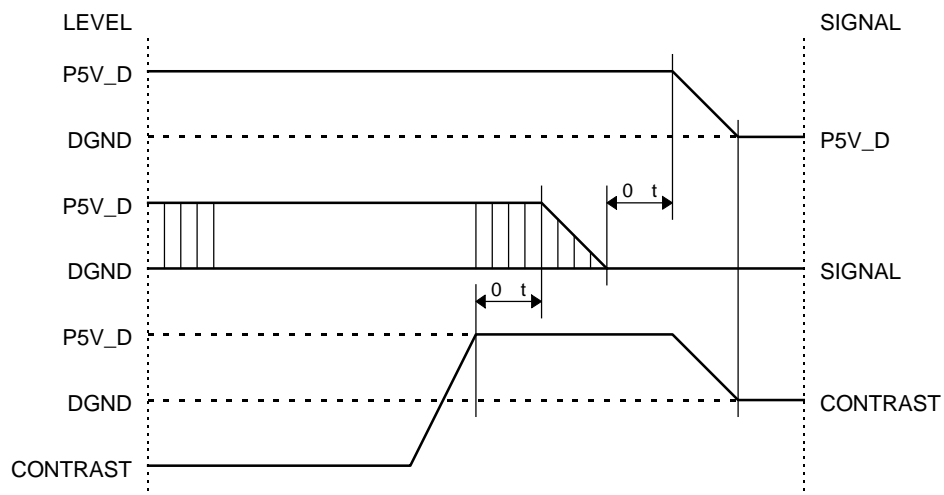 LEVEL SIGNAL
P5V_D
DGND P5V_D
0 t
P5V_D
DGND SIGNAL
0 t
P5V_D
DGND CONTRAST
CONTRAST